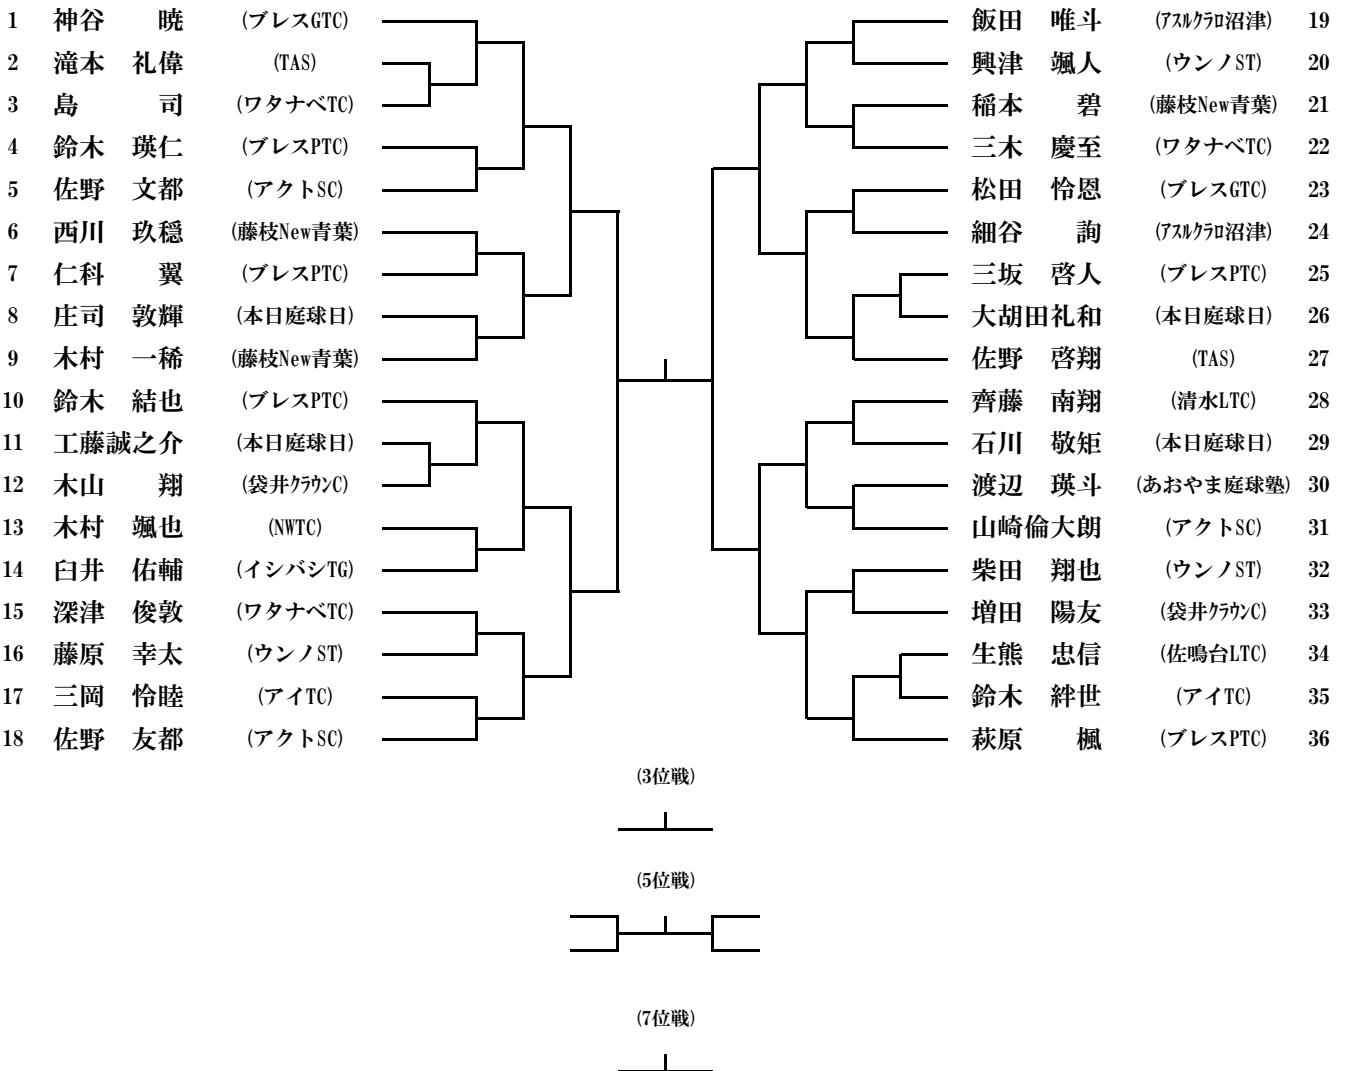 1 神谷 暁 (ブレスGTC)
2 滝本 礼偉 (TAS)
3 島 司 (ワタナベTC)
4 鈴木 瑛仁 (ブレスPTC)
5 佐野 文都 (アクトSC)
6 西川 玖穏 (藤枝New青葉)
7 仁科 翼 (ブレスPTC)
8 庄司 敦輝 (本日庭球日)
9 木村 一稀 (藤枝New青葉)
10 鈴木 結也 (ブレスPTC)
11 工藤誠之介 (本日庭球日)
12 木山 翔 (袋井ｸﾗｳﾝC)
13 木村 颯也 (NWTC)
14 臼井 佑輔 (イシバシTG)
15 深津 俊敦 (ワタナベTC)
16 藤原 幸太 (ウンノST)
17 三岡 怜睦 (アイTC)
18 佐野 友都 (アクトSC)
飯田 唯斗 (ｱｽﾙｸﾗﾛ沼津) 19
興津 颯人 (ウンノST) 20
稲本 碧 (藤枝New青葉) 21
三木 慶至 (ワタナベTC) 22
松田 怜恩 (ブレスGTC) 23
細谷 詢 (ｱｽﾙｸﾗﾛ沼津) 24
三坂 啓人 (ブレスPTC) 25
大胡田礼和 (本日庭球日) 26
佐野 啓翔 (TAS) 27
齊藤 南翔 (清水LTC) 28
石川 敬矩 (本日庭球日) 29
渡辺 瑛斗 (あおやま庭球塾) 30
山崎倫大朗 (アクトSC) 31
柴田 翔也 (ウンノST) 32
増田 陽友 (袋井ｸﾗｳﾝC) 33
生熊 忠信 (佐鳴台LTC) 34
鈴木 絆世 (アイTC) 35
萩原 楓 (ブレスPTC) 36
(3位戦)
(5位戦)
(7位戦)